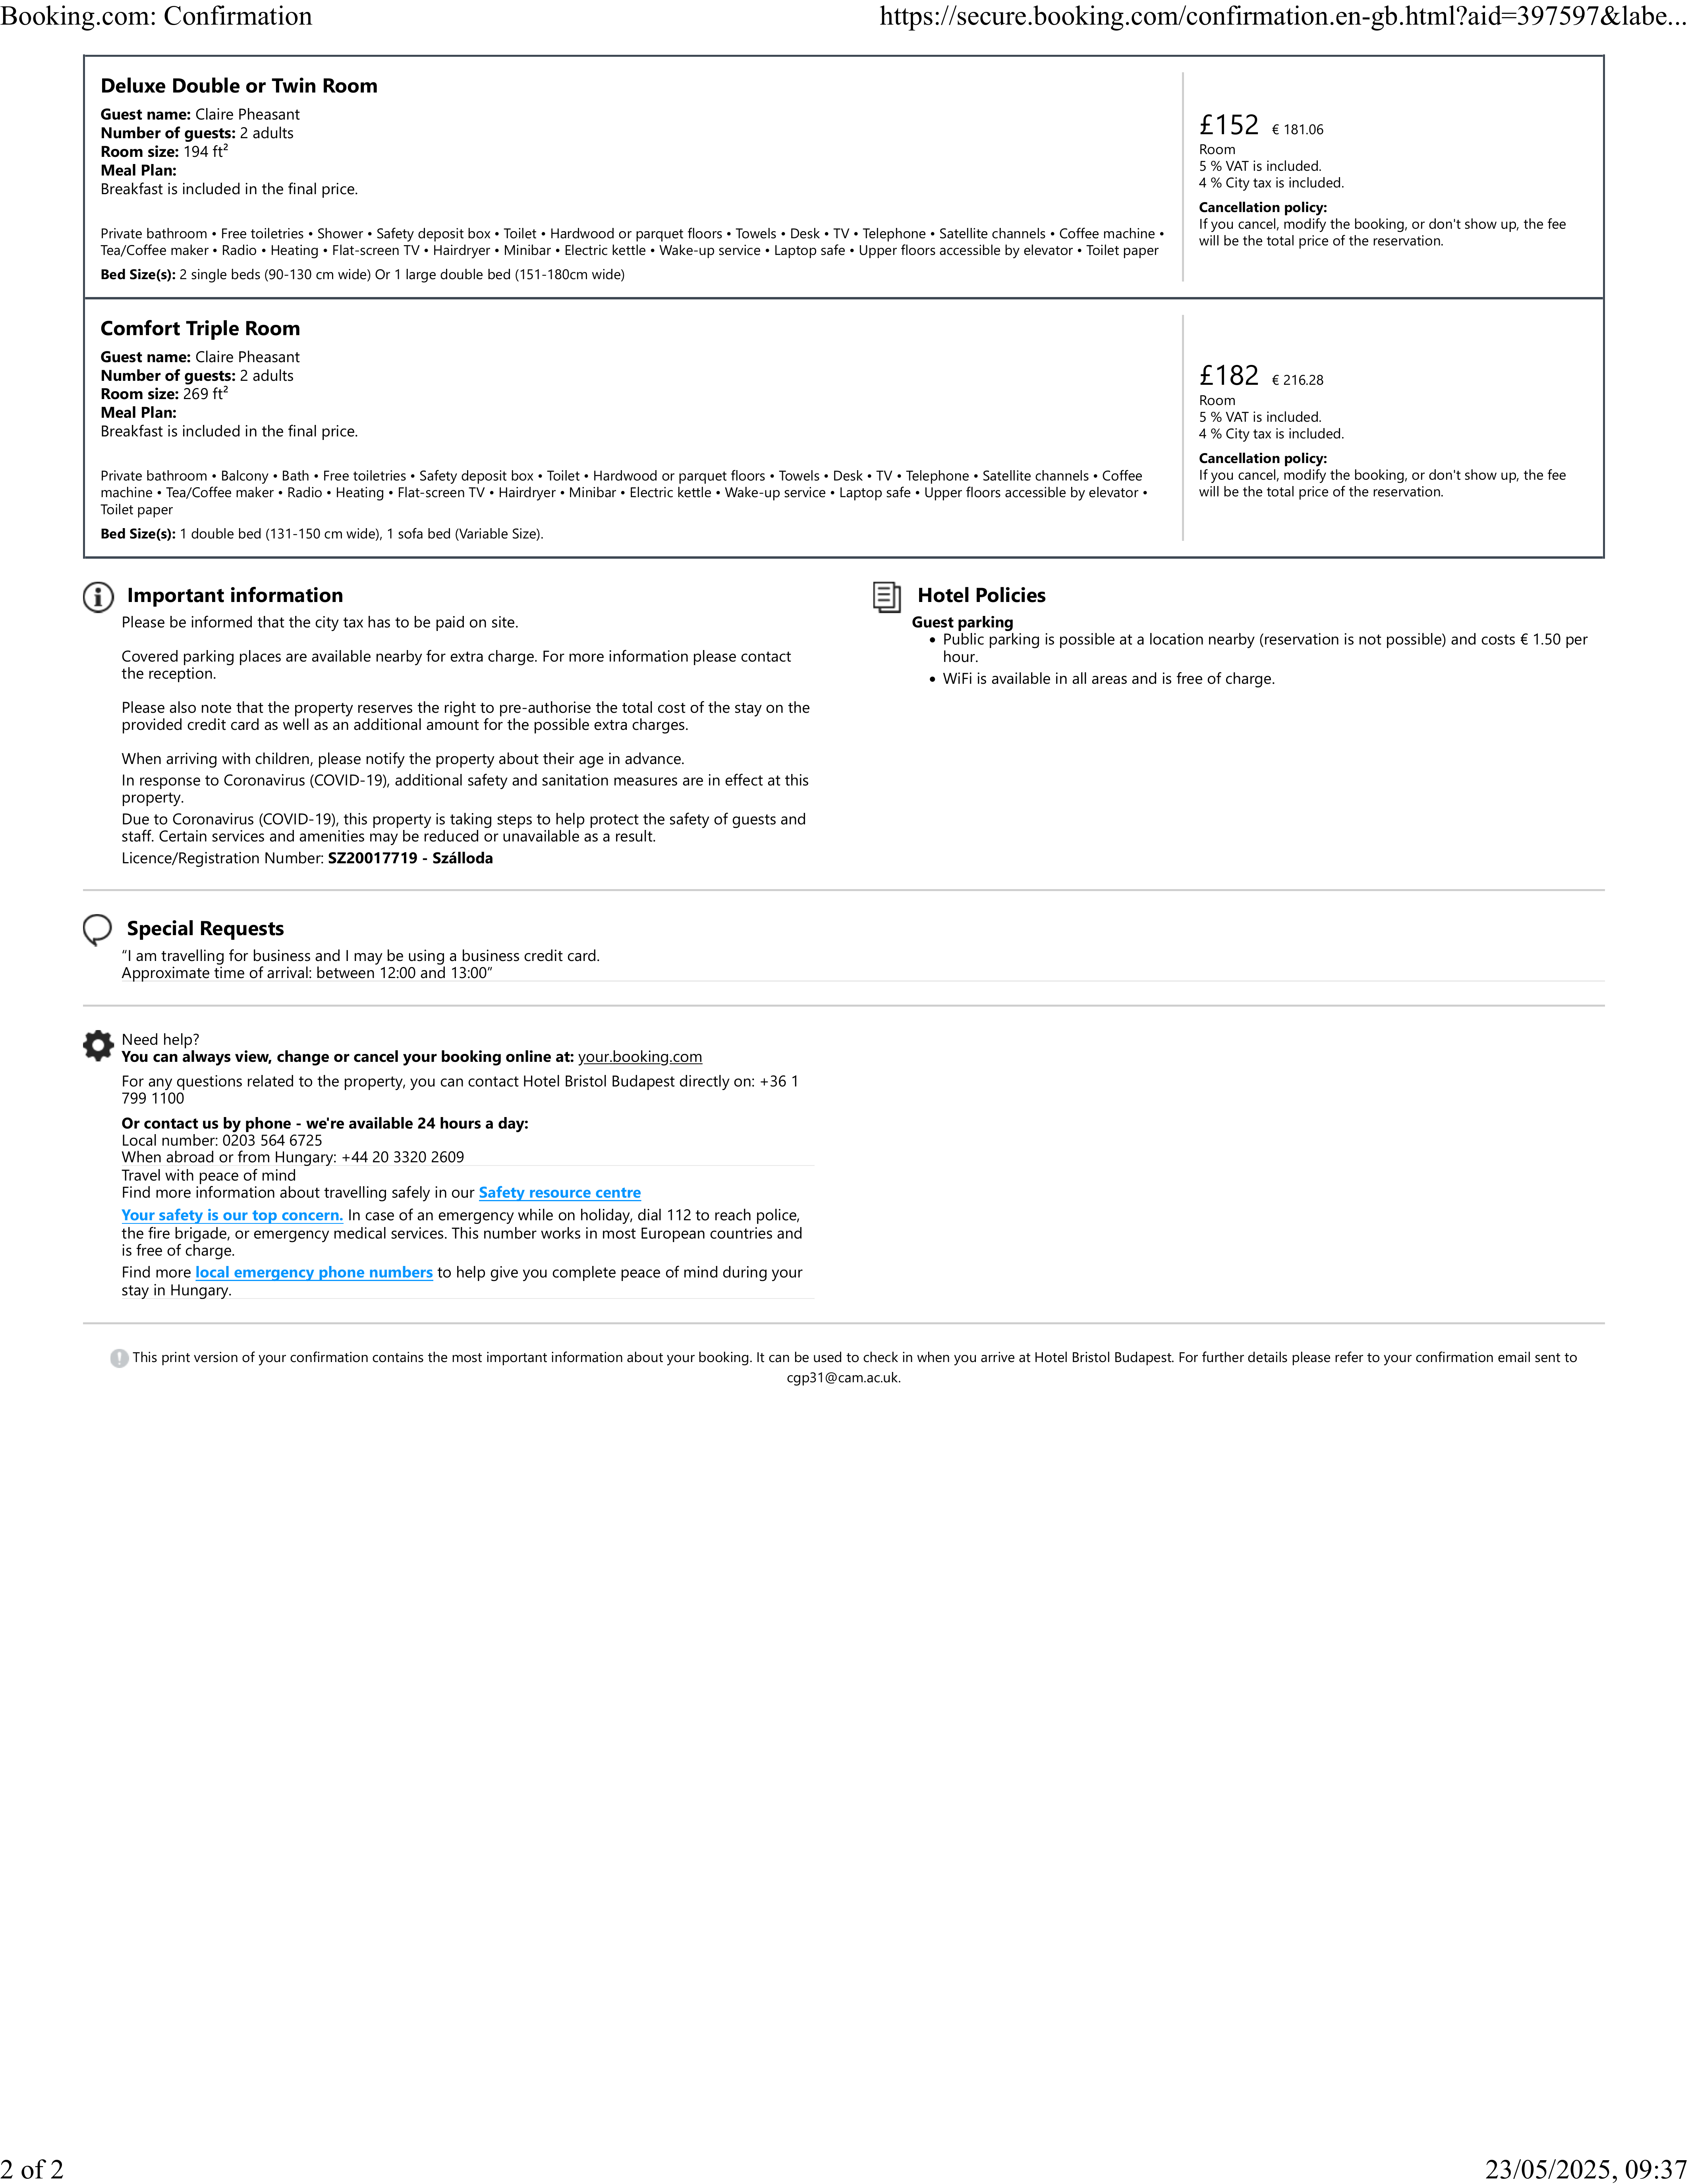 Booking.com: Confirmation
https://secure.booking.com/confirmation.en-gb.html?aid=397597&labe...
Deluxe Double or Twin Room
Guest name: Claire Pheasant
Number of guests: 2 adults
Room size: 194 ft²
Meal Plan:
Breakfast is included in the final price.
Private bathroom • Free toiletries • Shower • Safety deposit box • Toilet • Hardwood or parquet floors • Towels • Desk • TV • Telephone • Satellite channels • Coffee machine •
Tea/Coffee maker • Radio • Heating • Flat-screen TV • Hairdryer • Minibar • Electric kettle • Wake-up service • Laptop safe • Upper floors accessible by elevator • Toilet paper
Bed Size(s): 2 single beds (90-130 cm wide) Or 1 large double bed (151-180cm wide)
£152 € 181.06
Room
5 % VAT is included.
4 % City tax is included.
Cancellation policy:
If you cancel, modify the booking, or don't show up, the fee
will be the total price of the reservation.
Comfort Triple Room
Guest name: Claire Pheasant
Number of guests: 2 adults
Room size: 269 ft²
Meal Plan:
Breakfast is included in the final price.
Private bathroom • Balcony • Bath • Free toiletries • Safety deposit box • Toilet • Hardwood or parquet floors • Towels • Desk • TV • Telephone • Satellite channels • Coffee
machine • Tea/Coffee maker • Radio • Heating • Flat-screen TV • Hairdryer • Minibar • Electric kettle • Wake-up service • Laptop safe • Upper floors accessible by elevator •
Toilet paper
Bed Size(s): 1 double bed (131-150 cm wide), 1 sofa bed (Variable Size).
£182 € 216.28
Room
5 % VAT is included.
4 % City tax is included.
Cancellation policy:
If you cancel, modify the booking, or don't show up, the fee
will be the total price of the reservation.
Important information
Please be informed that the city tax has to be paid on site.
Covered parking places are available nearby for extra charge. For more information please contact
the reception.
Please also note that the property reserves the right to pre-authorise the total cost of the stay on the
provided credit card as well as an additional amount for the possible extra charges.
When arriving with children, please notify the property about their age in advance.
In response to Coronavirus (COVID-19), additional safety and sanitation measures are in effect at this
property.
Due to Coronavirus (COVID-19), this property is taking steps to help protect the safety of guests and
staff. Certain services and amenities may be reduced or unavailable as a result.
Licence/Registration Number: SZ20017719 - Szálloda
Hotel Policies
Guest parking
• Public parking is possible at a location nearby (reservation is not possible) and costs € 1.50 per
hour.
• WiFi is available in all areas and is free of charge.
Special Requests
“I am travelling for business and I may be using a business credit card.
Approximate time of arrival: between 12:00 and 13:00”
Need help?
You can always view, change or cancel your booking online at: your.booking.com
For any questions related to the property, you can contact Hotel Bristol Budapest directly on: +36 1
799 1100
Or contact us by phone - we're available 24 hours a day:
Local number: 0203 564 6725
When abroad or from Hungary: +44 20 3320 2609
Travel with peace of mind
Find more information about travelling safely in our Safety resource centre
Your safety is our top concern. In case of an emergency while on holiday, dial 112 to reach police,
the fire brigade, or emergency medical services. This number works in most European countries and
is free of charge.
Find more local emergency phone numbers to help give you complete peace of mind during your
stay in Hungary.
This print version of your confirmation contains the most important information about your booking. It can be used to check in when you arrive at Hotel Bristol Budapest. For further details please refer to your confirmation email sent to
cgp31@cam.ac.uk.
2 of 2
23/05/2025, 09:37